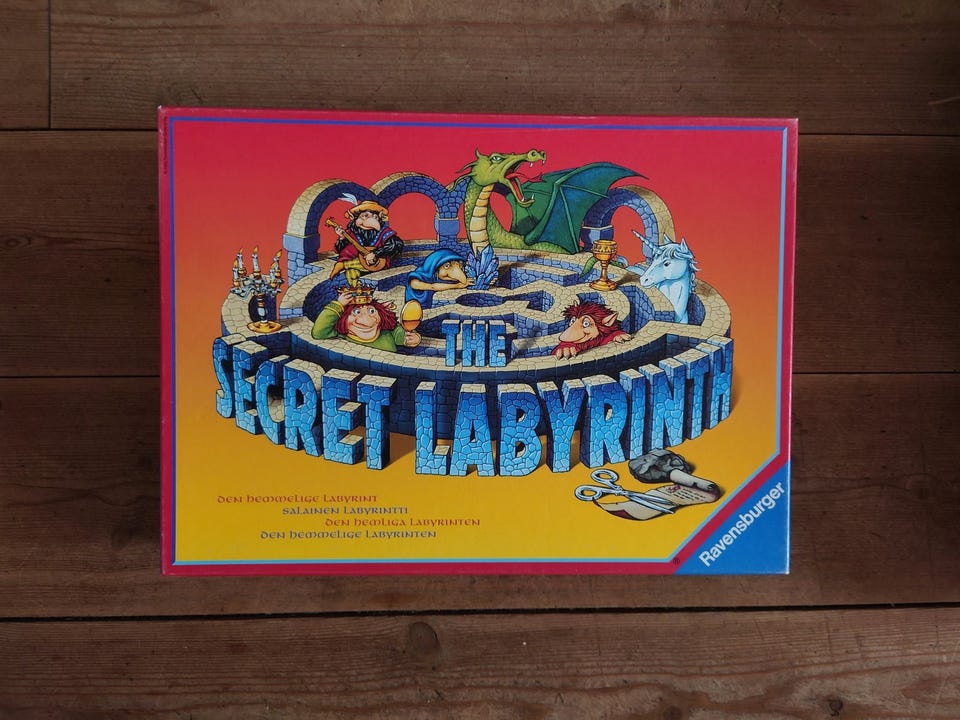 THE
SECRET LABYRINTH
DEN HEMMELIGE LABYRINT
SALAINEN LABYRINTTI
DEN HEMLIGA LABYRINTEN
DEN HEMMELIGE LABYRINTEN
Ravensburger
®